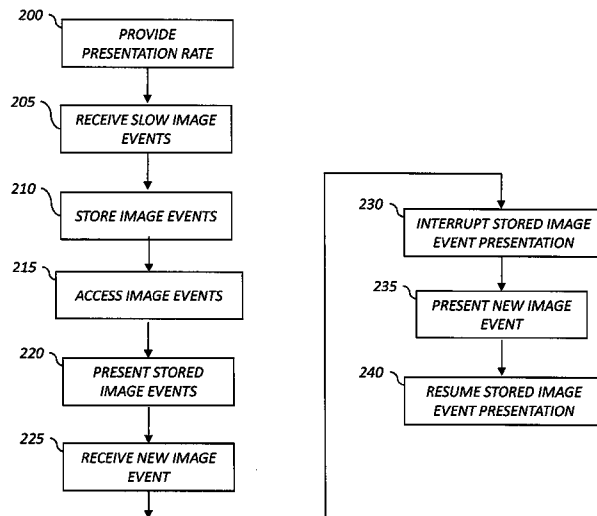 200
PROVIDE
PRESENTATION RATE
205
RECEIVE SLOW IMAGE
EVENTS
210
STORE IMAGE EVENTS
215
ACCESS IMAGE EVENTS
220
PRESENT STORED
IMAGE EVENTS
225
RECEIVE NEW IMAGE
EVENT
230
INTERRUPT STORED IMAGE
EVENT PRESENTATION
235
PRESENT NEW IMAGE
EVENT
240
RESUME STORED IMAGE
EVENT PRESENTATION